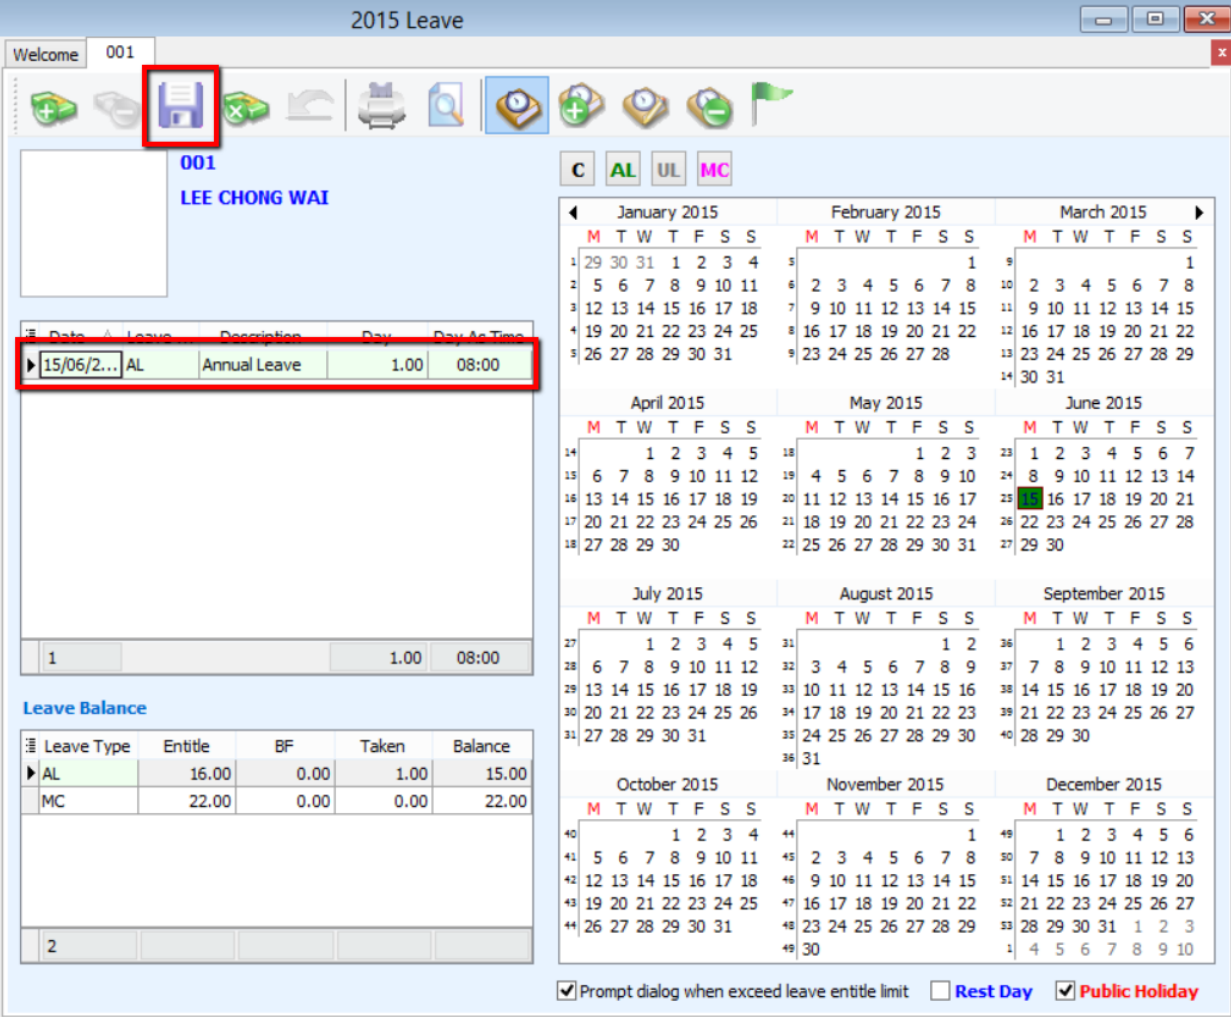 2015 Leave
Welcome 001
001
LEE CHONG WAI
C AL UL MC
Date Leave ... Description Day Day As Time
15/06/2... AL Annual Leave 1.00 08:00
1 1.00 08:00
Leave Balance
Leave Type Entitle BF Taken Balance
AL 16.00 0.00 1.00 15.00
MC 22.00 0.00 0.00 22.00
2
January 2015 February 2015 March 2015
M T W T F S S M T W T F S S M T W T F S S
1 29 30 31 1 2 3 4 5 1 9 1
2 5 6 7 8 9 10 11 6 2 3 4 5 6 7 8 10 2 3 4 5 6 7 8
3 12 13 14 15 16 17 18 7 9 10 11 12 13 14 15 11 9 10 11 12 13 14 15
4 19 20 21 22 23 24 25 8 16 17 18 19 20 21 22 12 16 17 18 19 20 21 22
5 26 27 28 29 30 31 9 23 24 25 26 27 28 13 23 24 25 26 27 28 29
14 30 31
April 2015 May 2015 June 2015
M T W T F S S M T W T F S S M T W T F S S
14 1 2 3 4 5 18 1 2 3 23 1 2 3 4 5 6 7
15 6 7 8 9 10 11 12 19 4 5 6 7 8 9 10 24 8 9 10 11 12 13 14
16 13 14 15 16 17 18 19 20 11 12 13 14 15 16 17 25 15 16 17 18 19 20 21
17 20 21 22 23 24 25 26 21 18 19 20 21 22 23 24 26 22 23 24 25 26 27 28
18 27 28 29 30 22 25 26 27 28 29 30 31 27 29 30
July 2015 August 2015 September 2015
M T W T F S S M T W T F S S M T W T F S S
27 1 2 3 4 5 31 1 2 36 1 2 3 4 5 6
28 6 7 8 9 10 11 12 32 3 4 5 6 7 8 9 37 7 8 9 10 11 12 13
29 13 14 15 16 17 18 19 33 10 11 12 13 14 15 16 38 14 15 16 17 18 19 20
30 20 21 22 23 24 25 26 34 17 18 19 20 21 22 23 39 21 22 23 24 25 26 27
31 27 28 29 30 31 35 24 25 26 27 28 29 30 40 28 29 30
36 31
October 2015 November 2015 December 2015
M T W T F S S M T W T F S S M T W T F S S
40 1 2 3 4 44 1 49 1 2 3 4 5 6
41 5 6 7 8 9 10 11 45 2 3 4 5 6 7 8 50 7 8 9 10 11 12 13
42 12 13 14 15 16 17 18 46 9 10 11 12 13 14 15 51 14 15 16 17 18 19 20
43 19 20 21 22 23 24 25 47 16 17 18 19 20 21 22 52 21 22 23 24 25 26 27
44 26 27 28 29 30 31 48 23 24 25 26 27 28 29 53 28 29 30 31 1 2 3
49 30 1 4 5 6 7 8 9 10
Prompt dialog when exceed leave entitle limit Rest Day Public Holiday